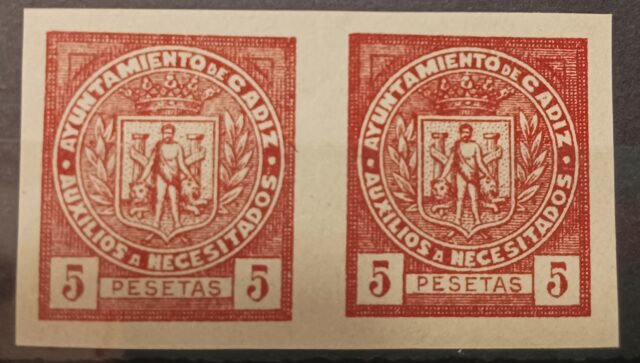 · AYUNTAMIENTO DE CADIZ ·
AUXILIOS A NECESITADOS
5 PESETAS 5
· AYUNTAMIENTO DE CADIZ ·
AUXILIOS A NECESITADOS
5 PESETAS 5